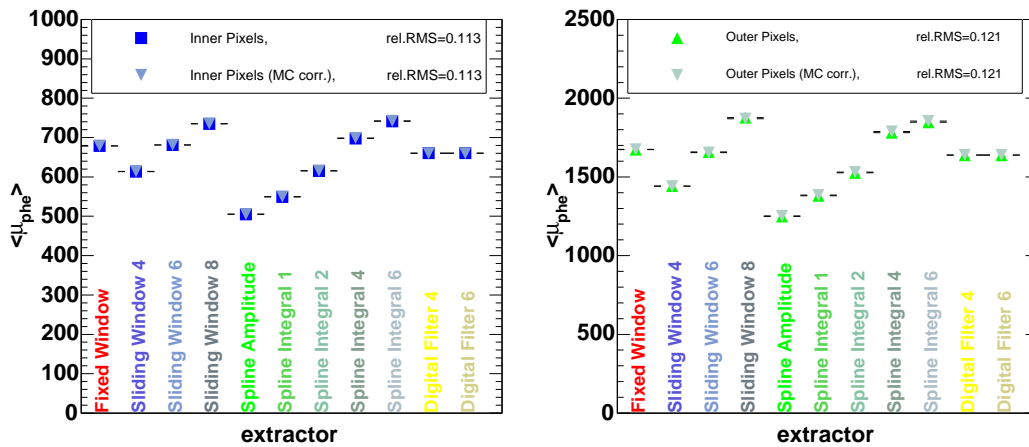 1000
900
800
700
600
500
400
300
200
100
0
<μphe>
Inner Pixels, rel.RMS=0.113
Inner Pixels (MC corr.), rel.RMS=0.113
Fixed Window
Sliding Window 4
Sliding Window 6
Sliding Window 8
Spline Amplitude
Spline Integral 1
Spline Integral 2
Spline Integral 4
Spline Integral 6
Digital Filter 4
Digital Filter 6
extractor
2500
2000
1500
1000
500
0
<μphe>
Outer Pixels, rel.RMS=0.121
Outer Pixels (MC corr.), rel.RMS=0.121
Fixed Window
Sliding Window 4
Sliding Window 6
Sliding Window 8
Spline Amplitude
Spline Integral 1
Spline Integral 2
Spline Integral 4
Spline Integral 6
Digital Filter 4
Digital Filter 6
extractor